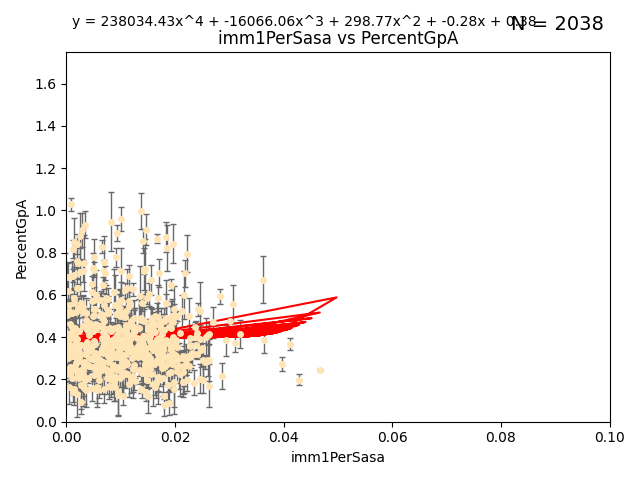 y = 238034.43x^4 + -16066.06x^3 + 298.77x^2 + -0.28x + 0.38
N = 2038
imm1PerSasa vs PercentGpA
PercentGpA
1.6
1.4
1.2
1.0
0.8
0.6
0.4
0.2
0.0
0.00 0.02 0.04 0.06 0.08 0.10
imm1PerSasa